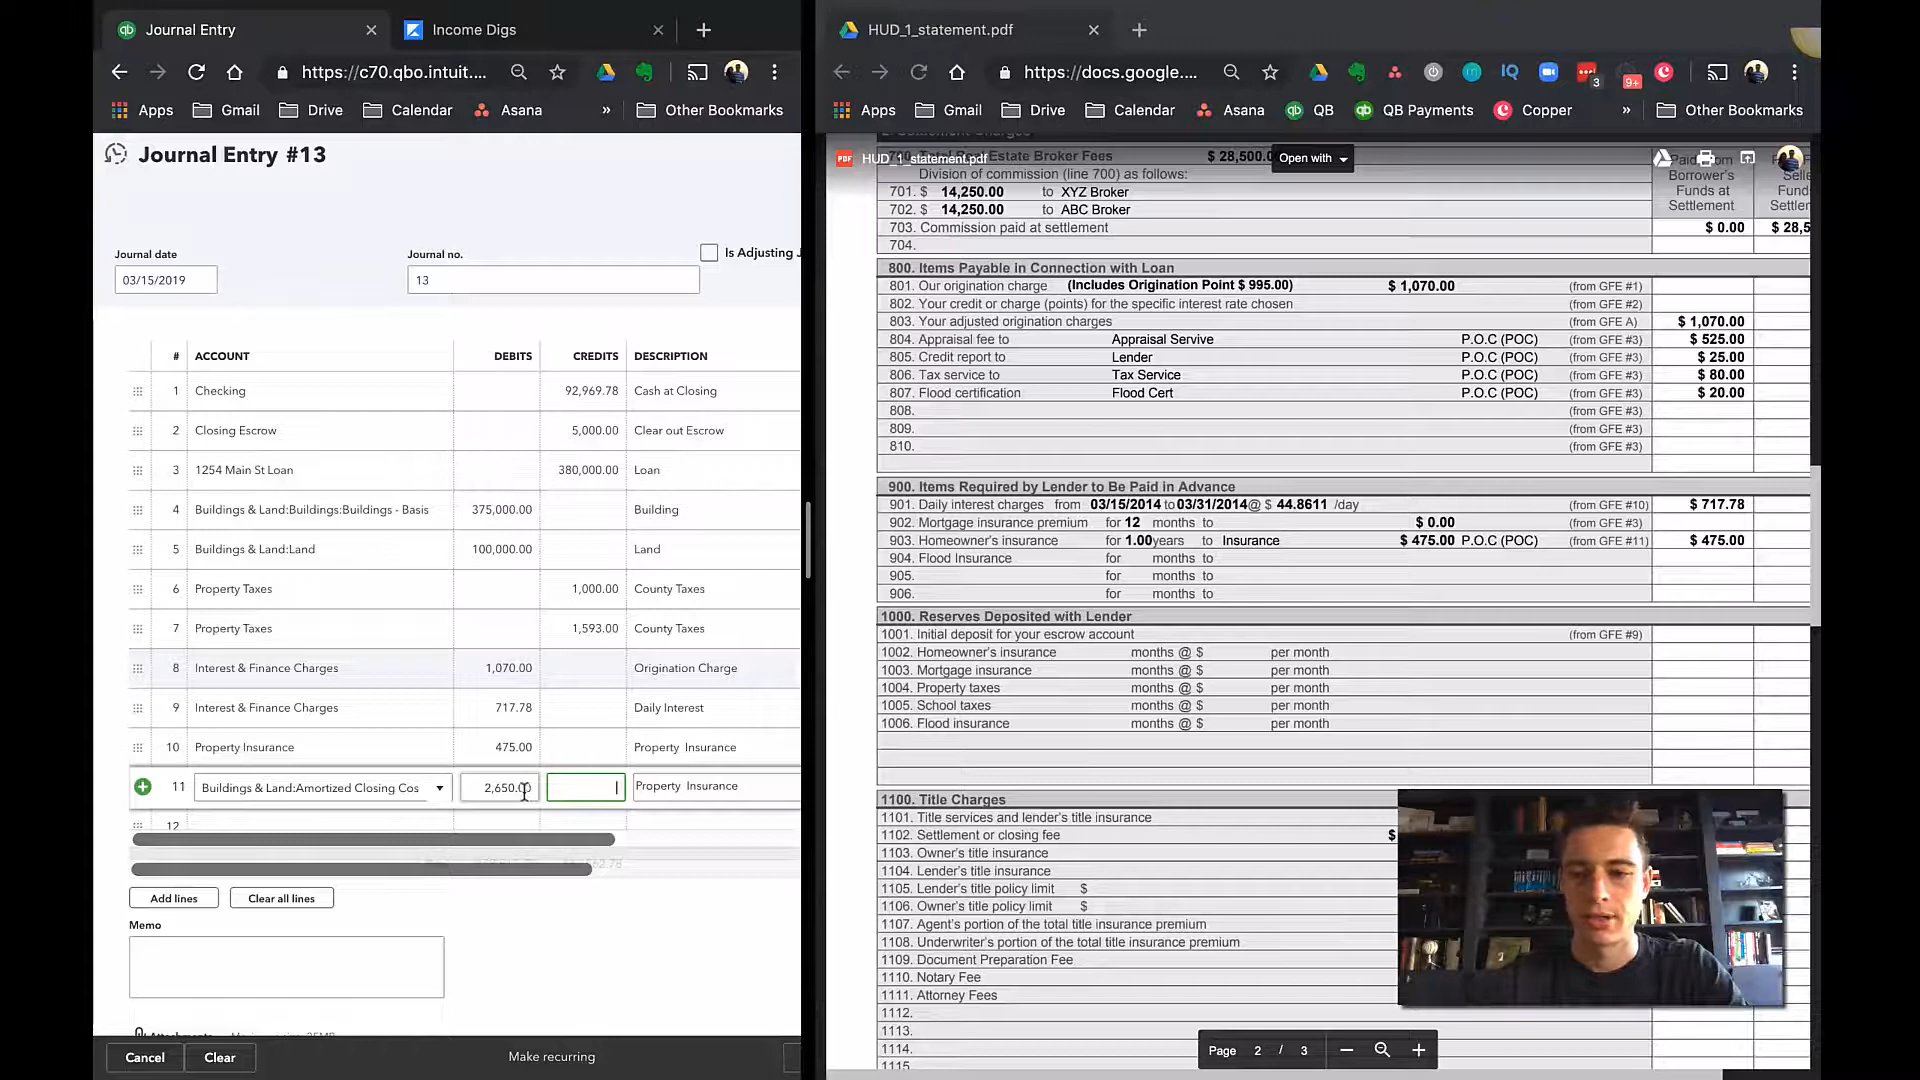 Journal Entry
Income Digs
HUD_1_statement.pdf
https://c70.qbo.intuit....
https://docs.google....
IQ
3
9+
Apps Gmail Drive Calendar Asana » Other Bookmarks
Apps Gmail Drive Calendar Asana QB QB Payments Copper » Other Bookmarks
Journal Entry #13
Journal date
Journal no.
Is Adjusting J
03/15/2019
13
# ACCOUNT DEBITS CREDITS DESCRIPTION
1 Checking 92,969.78 Cash at Closing
2 Closing Escrow 5,000.00 Clear out Escrow
3 1254 Main St Loan 380,000.00 Loan
4 Buildings & Land:Buildings:Buildings - Basis 375,000.00 Building
5 Buildings & Land:Land 100,000.00 Land
6 Property Taxes 1,000.00 County Taxes
7 Property Taxes 1,593.00 County Taxes
8 Interest & Finance Charges 1,070.00 Origination Charge
9 Interest & Finance Charges 717.78 Daily Interest
10 Property Insurance 475.00 Property Insurance
11 Buildings & Land:Amortized Closing Cos 2,650.00 Property Insurance
12
Add lines
Clear all lines
Memo
Cancel
Clear
Make recurring
PDF HUD_1_statement.pdf
Open with
Real Estate Broker Fees $ 28,500.0
Division of commission (line 700) as follows:
701. $ 14,250.00 to XYZ Broker
702. $ 14,250.00 to ABC Broker
703. Commission paid at settlement $ 0.00 $ 28,5
704.
Borrower's
Funds at
Settlement
800. Items Payable in Connection with Loan
801. Our origination charge (Includes Origination Point $ 995.00) $ 1,070.00 (from GFE #1)
802. Your credit or charge (points) for the specific interest rate chosen (from GFE #2)
803. Your adjusted origination charges (from GFE A) $ 1,070.00
804. Appraisal fee to Appraisal Servive P.O.C (POC) (from GFE #3) $ 525.00
805. Credit report to Lender P.O.C (POC) (from GFE #3) $ 25.00
806. Tax service to Tax Service P.O.C (POC) (from GFE #3) $ 80.00
807. Flood certification Flood Cert P.O.C (POC) (from GFE #3) $ 20.00
808. (from GFE #3)
809. (from GFE #3)
810. (from GFE #3)
900. Items Required by Lender to Be Paid in Advance
901. Daily interest charges from 03/15/2014 to 03/31/2014@ $ 44.8611 /day (from GFE #10) $ 717.78
902. Mortgage insurance premium for 12 months to $ 0.00 (from GFE #3)
903. Homeowner's insurance for 1.00 years to Insurance $ 475.00 P.O.C (POC) (from GFE #11) $ 475.00
904. Flood Insurance for months to
905. for months to
906. for months to
1000. Reserves Deposited with Lender
1001. Initial deposit for your escrow account (from GFE #9)
1002. Homeowner's insurance months @ $ per month
1003. Mortgage insurance months @ $ per month
1004. Property taxes months @ $ per month
1005. School taxes months @ $ per month
1006. Flood insurance months @ $ per month
1100. Title Charges
1101. Title services and lender's title insurance
1102. Settlement or closing fee $
1103. Owner's title insurance
1104. Lender's title insurance
1105. Lender's title policy limit $
1106. Owner's title policy limit $
1107. Agent's portion of the total title insurance premium
1108. Underwriter's portion of the total title insurance premium
1109. Document Preparation Fee
1110. Notary Fee
1111. Attorney Fees
1112.
1113.
1114.
1115.
Page 2 / 3